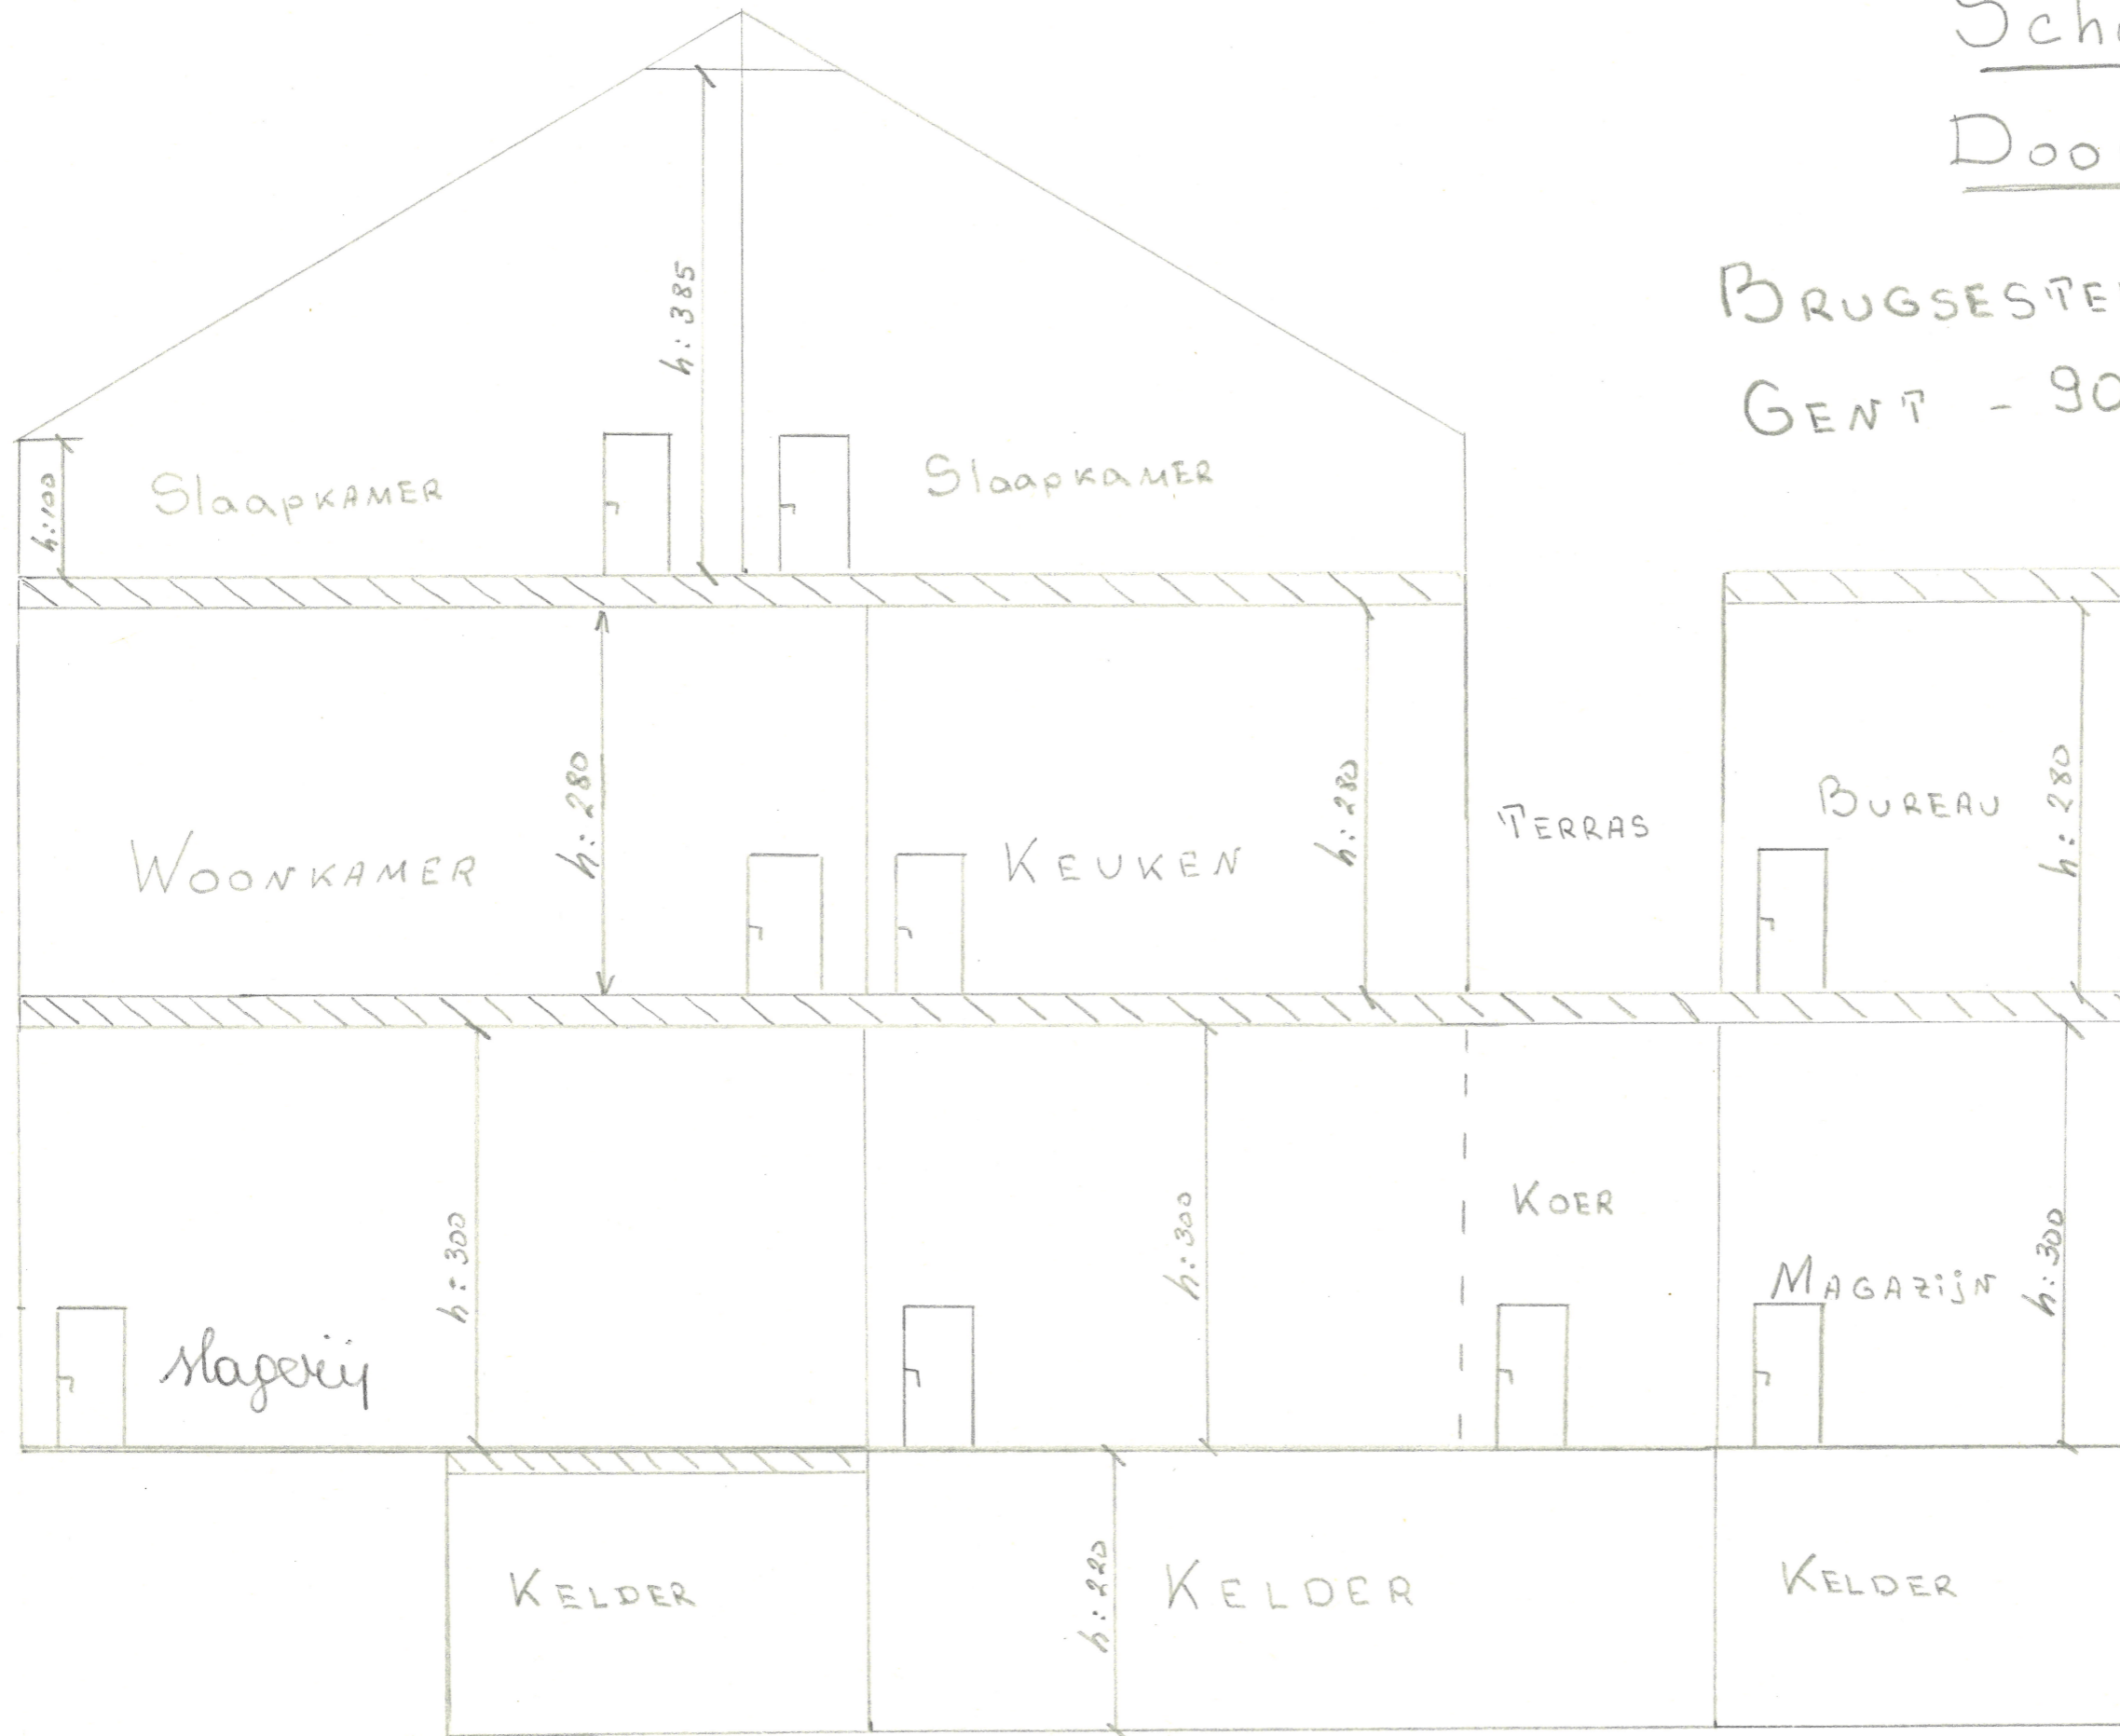 Sch
Doo
BRUGSESTE
GENT - 90
h: 385
h: 100
SlaapKAMER
SlaapKAMER
WOONKAMER
h: 280
KEUKEN
h: 280
TERRAS
BUREAU
h: 280
slagerij
h: 300
h: 300
KOER
MAGAZijN
h: 300
KELDER
h: 220
KELDER
KELDER